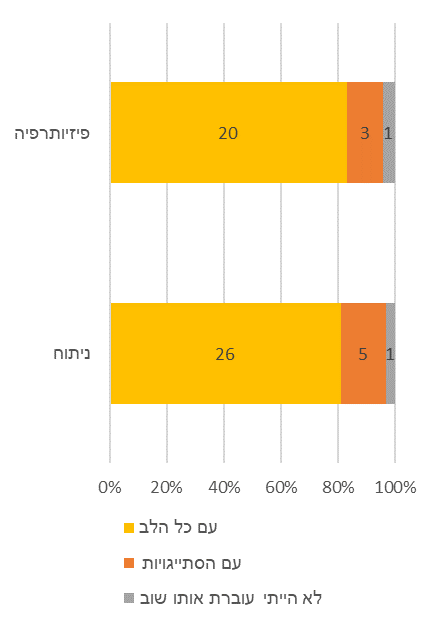 פיזיותרפיה
20 3 1
ניתוח
26 5 1
0% 20% 40% 60% 80% 100%
עם כל הלב
עם הסתייגויות
לא הייתי עוברת אותו שוב